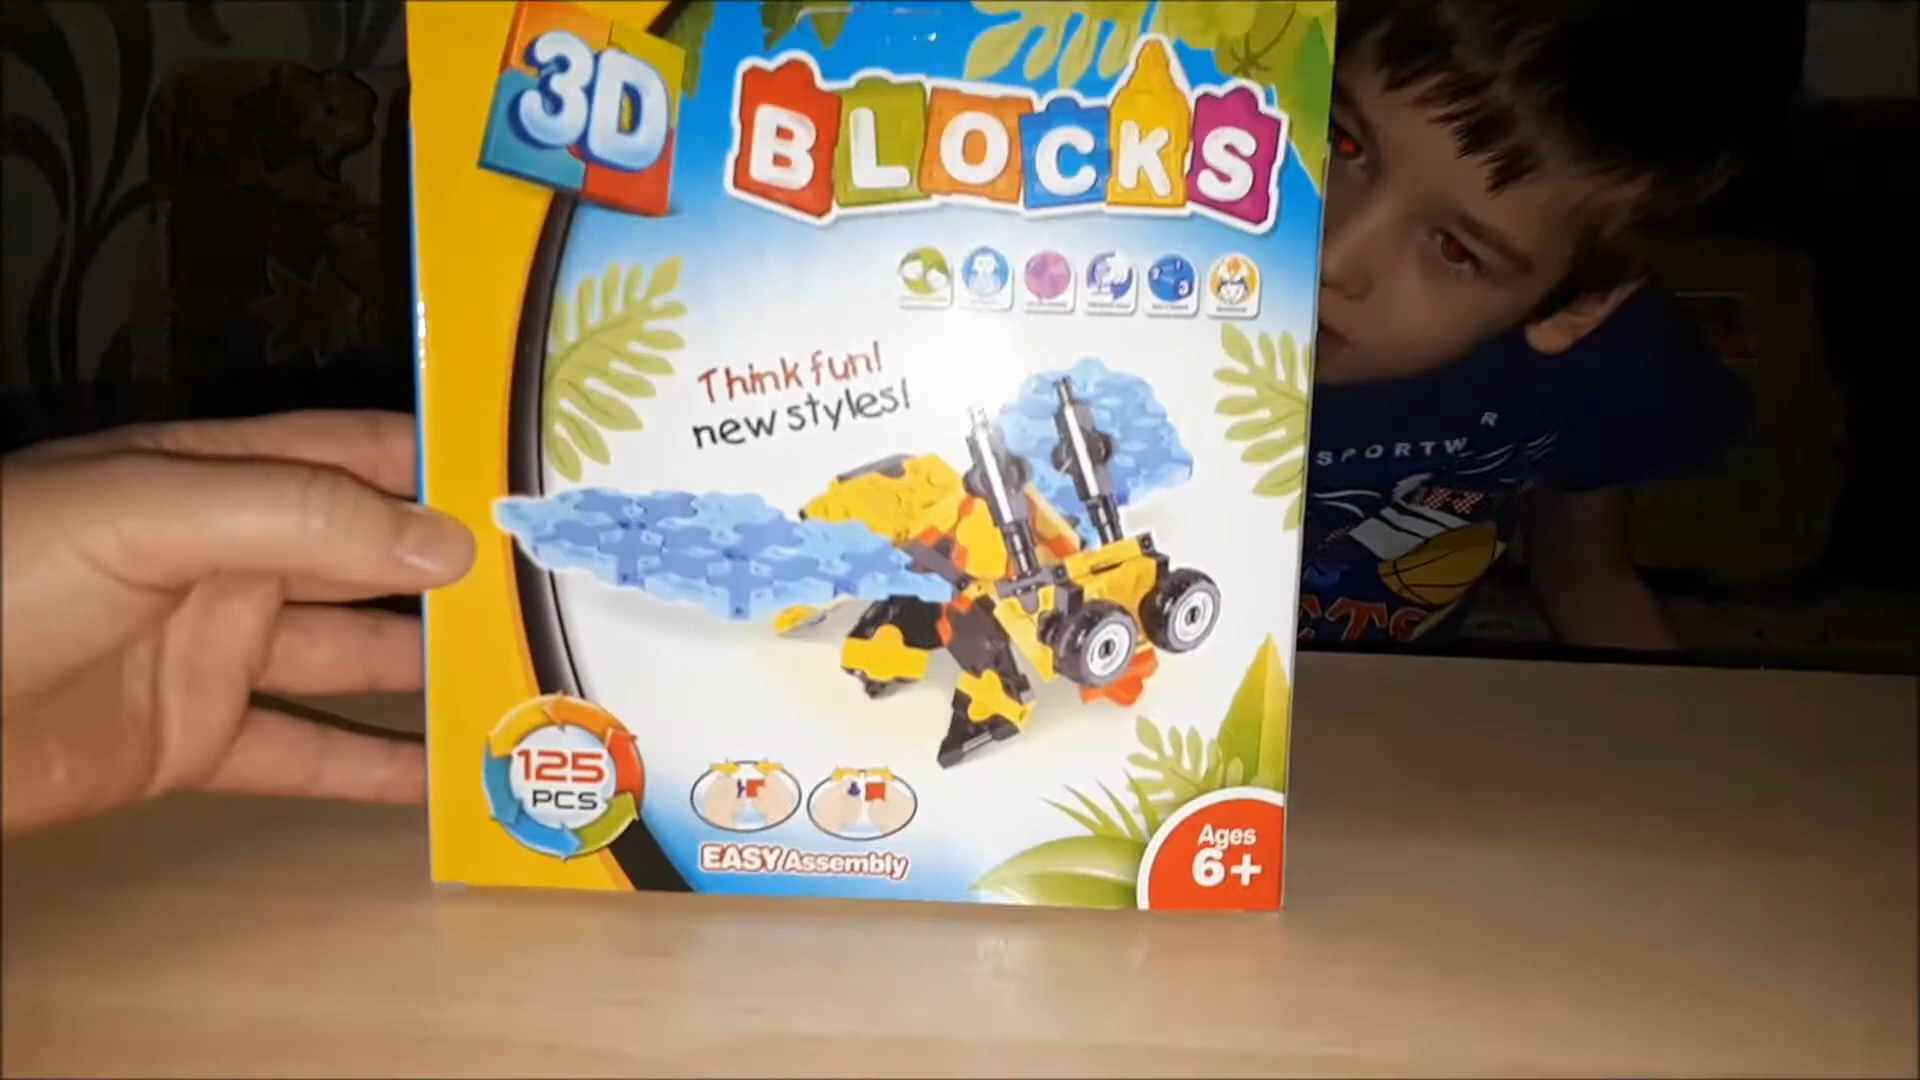 3D BLOCKS
Think fun!
new styles!
125
PCS
EASY Assembly
Ages
6+
R
SPORTW